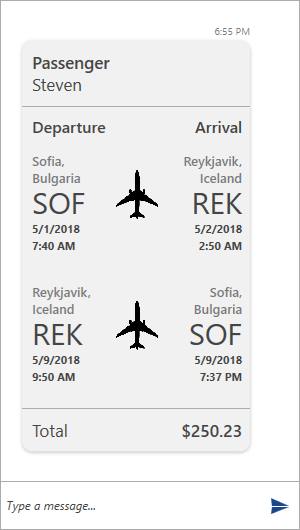 6:55 PM
Passenger
Steven
Departure Arrival
Sofia, Reykjavik,
Bulgaria Iceland
SOF REK
5/1/2018 5/2/2018
7:40 AM 2:50 AM
Reykjavik, Sofia,
Iceland Bulgaria
REK SOF
5/9/2018 5/9/2018
9:50 AM 7:37 PM
Total $250.23
Type a message...